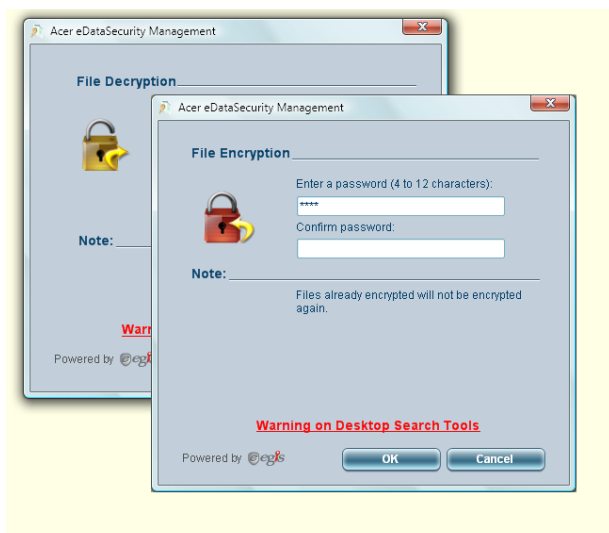 Acer eDataSecurity Management
File Decryption
Note:
Powered by egis
Acer eDataSecurity Management
File Encryption
Enter a password (4 to 12 characters):
****
Confirm password:
Note:
Files already encrypted will not be encrypted
again.
Warning on Desktop Search Tools
Powered by egis
OK
Cancel